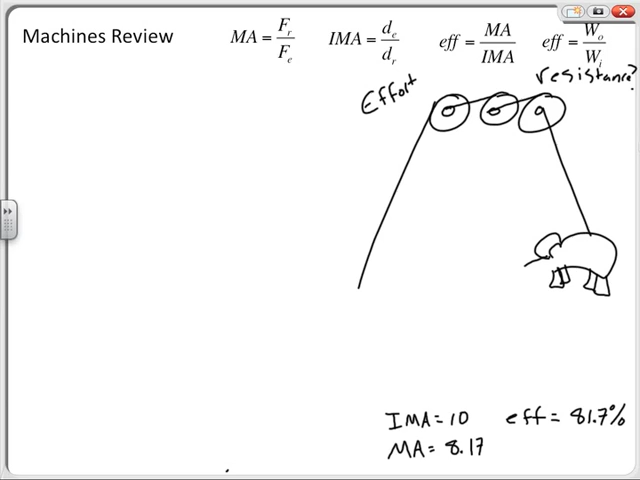 Machines Review
MA = F_r / F_e
IMA = d_e / d_r
eff = MA / IMA
eff = W_o / W_i
Effort
resistance?
IMA = 10 eff = 81.7%
MA = 8.17